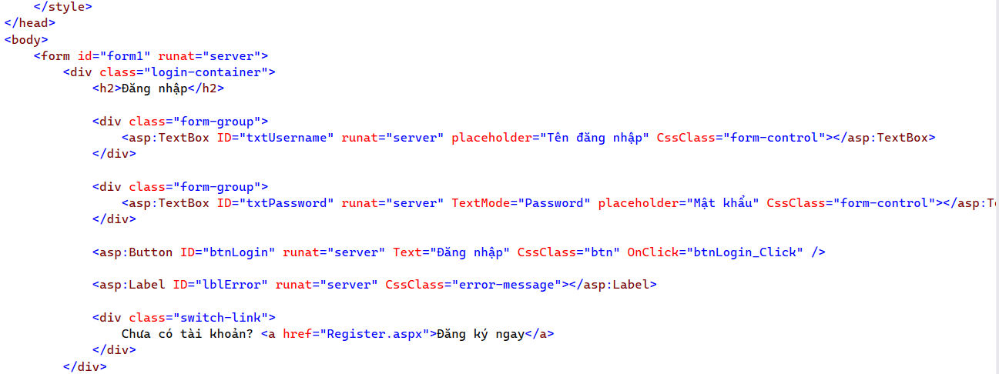 </style>
</head>
<body>
<form id="form1" runat="server">
<div class="login-container">
<h2>Đăng nhập</h2>
<div class="form-group">
<asp:TextBox ID="txtUsername" runat="server" placeholder="Tên đăng nhập" CssClass="form-control"></asp:TextBox>
</div>
<div class="form-group">
<asp:TextBox ID="txtPassword" runat="server" TextMode="Password" placeholder="Mật khẩu" CssClass="form-control"></asp:Te
</div>
<asp:Button ID="btnLogin" runat="server" Text="Đăng nhập" CssClass="btn" OnClick="btnLogin_Click" />
<asp:Label ID="lblError" runat="server" CssClass="error-message"></asp:Label>
<div class="switch-link">
Chưa có tài khoản? <a href="Register.aspx">Đăng ký ngay</a>
</div>
</div>